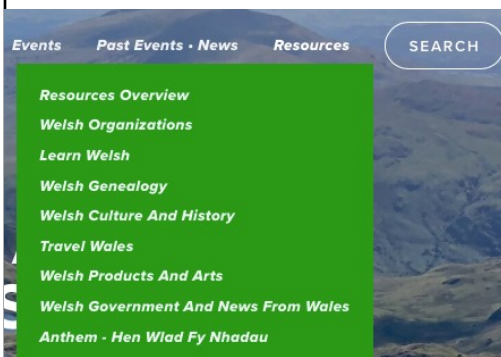 Events Past Events • News Resources SEARCH
Resources Overview
Welsh Organizations
Learn Welsh
Welsh Genealogy
Welsh Culture And History
Travel Wales
Welsh Products And Arts
Welsh Government And News From Wales
Anthem - Hen Wlad Fy Nhadau